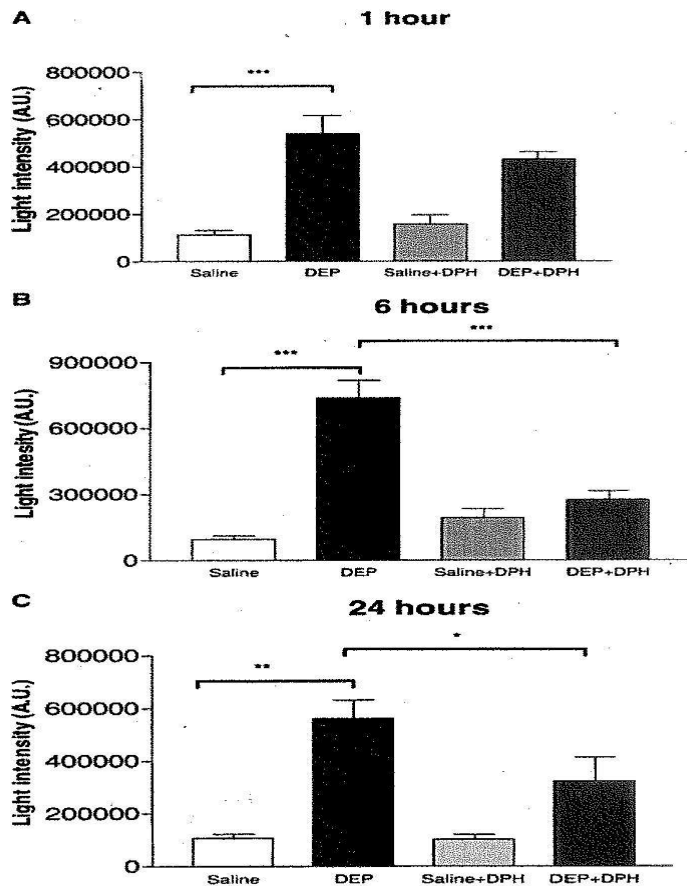 A
1 hour
Light intensity (A.U.)
800000
***
600000
400000
200000
0
Saline
DEP
Saline+DPH
DEP+DPH
B
6 hours
Light intesity (A.U.)
900000
***
***
600000
300000
0
Saline
DEP
Saline+DPH
DEP+DPH
C
24 hours
Light intensity (A.U.)
800000
**
*
600000
400000
200000
0
Saline
DEP
Saline+DPH
DEP+DPH